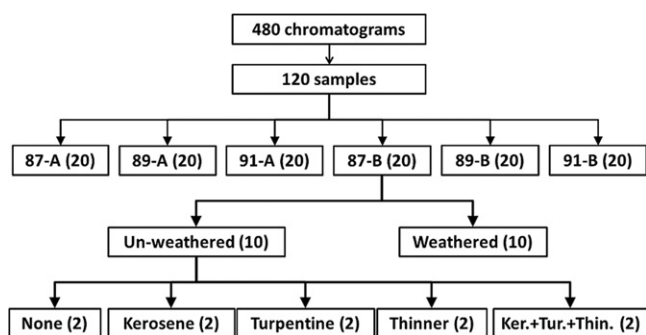 480 chromatograms
120 samples
87-A (20) 89-A (20) 91-A (20) 87-B (20) 89-B (20) 91-B (20)
Un-weathered (10) Weathered (10)
None (2) Kerosene (2) Turpentine (2) Thinner (2) Ker.+Tur.+Thin. (2)